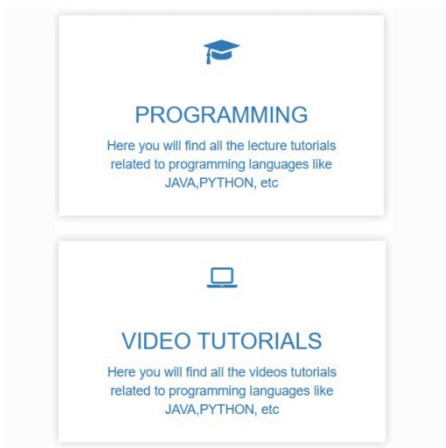 PROGRAMMING
Here you will find all the lecture tutorials
related to programming languages like
JAVA,PYTHON, etc
VIDEO TUTORIALS
Here you will find all the videos tutorials
related to programming languages like
JAVA,PYTHON, etc